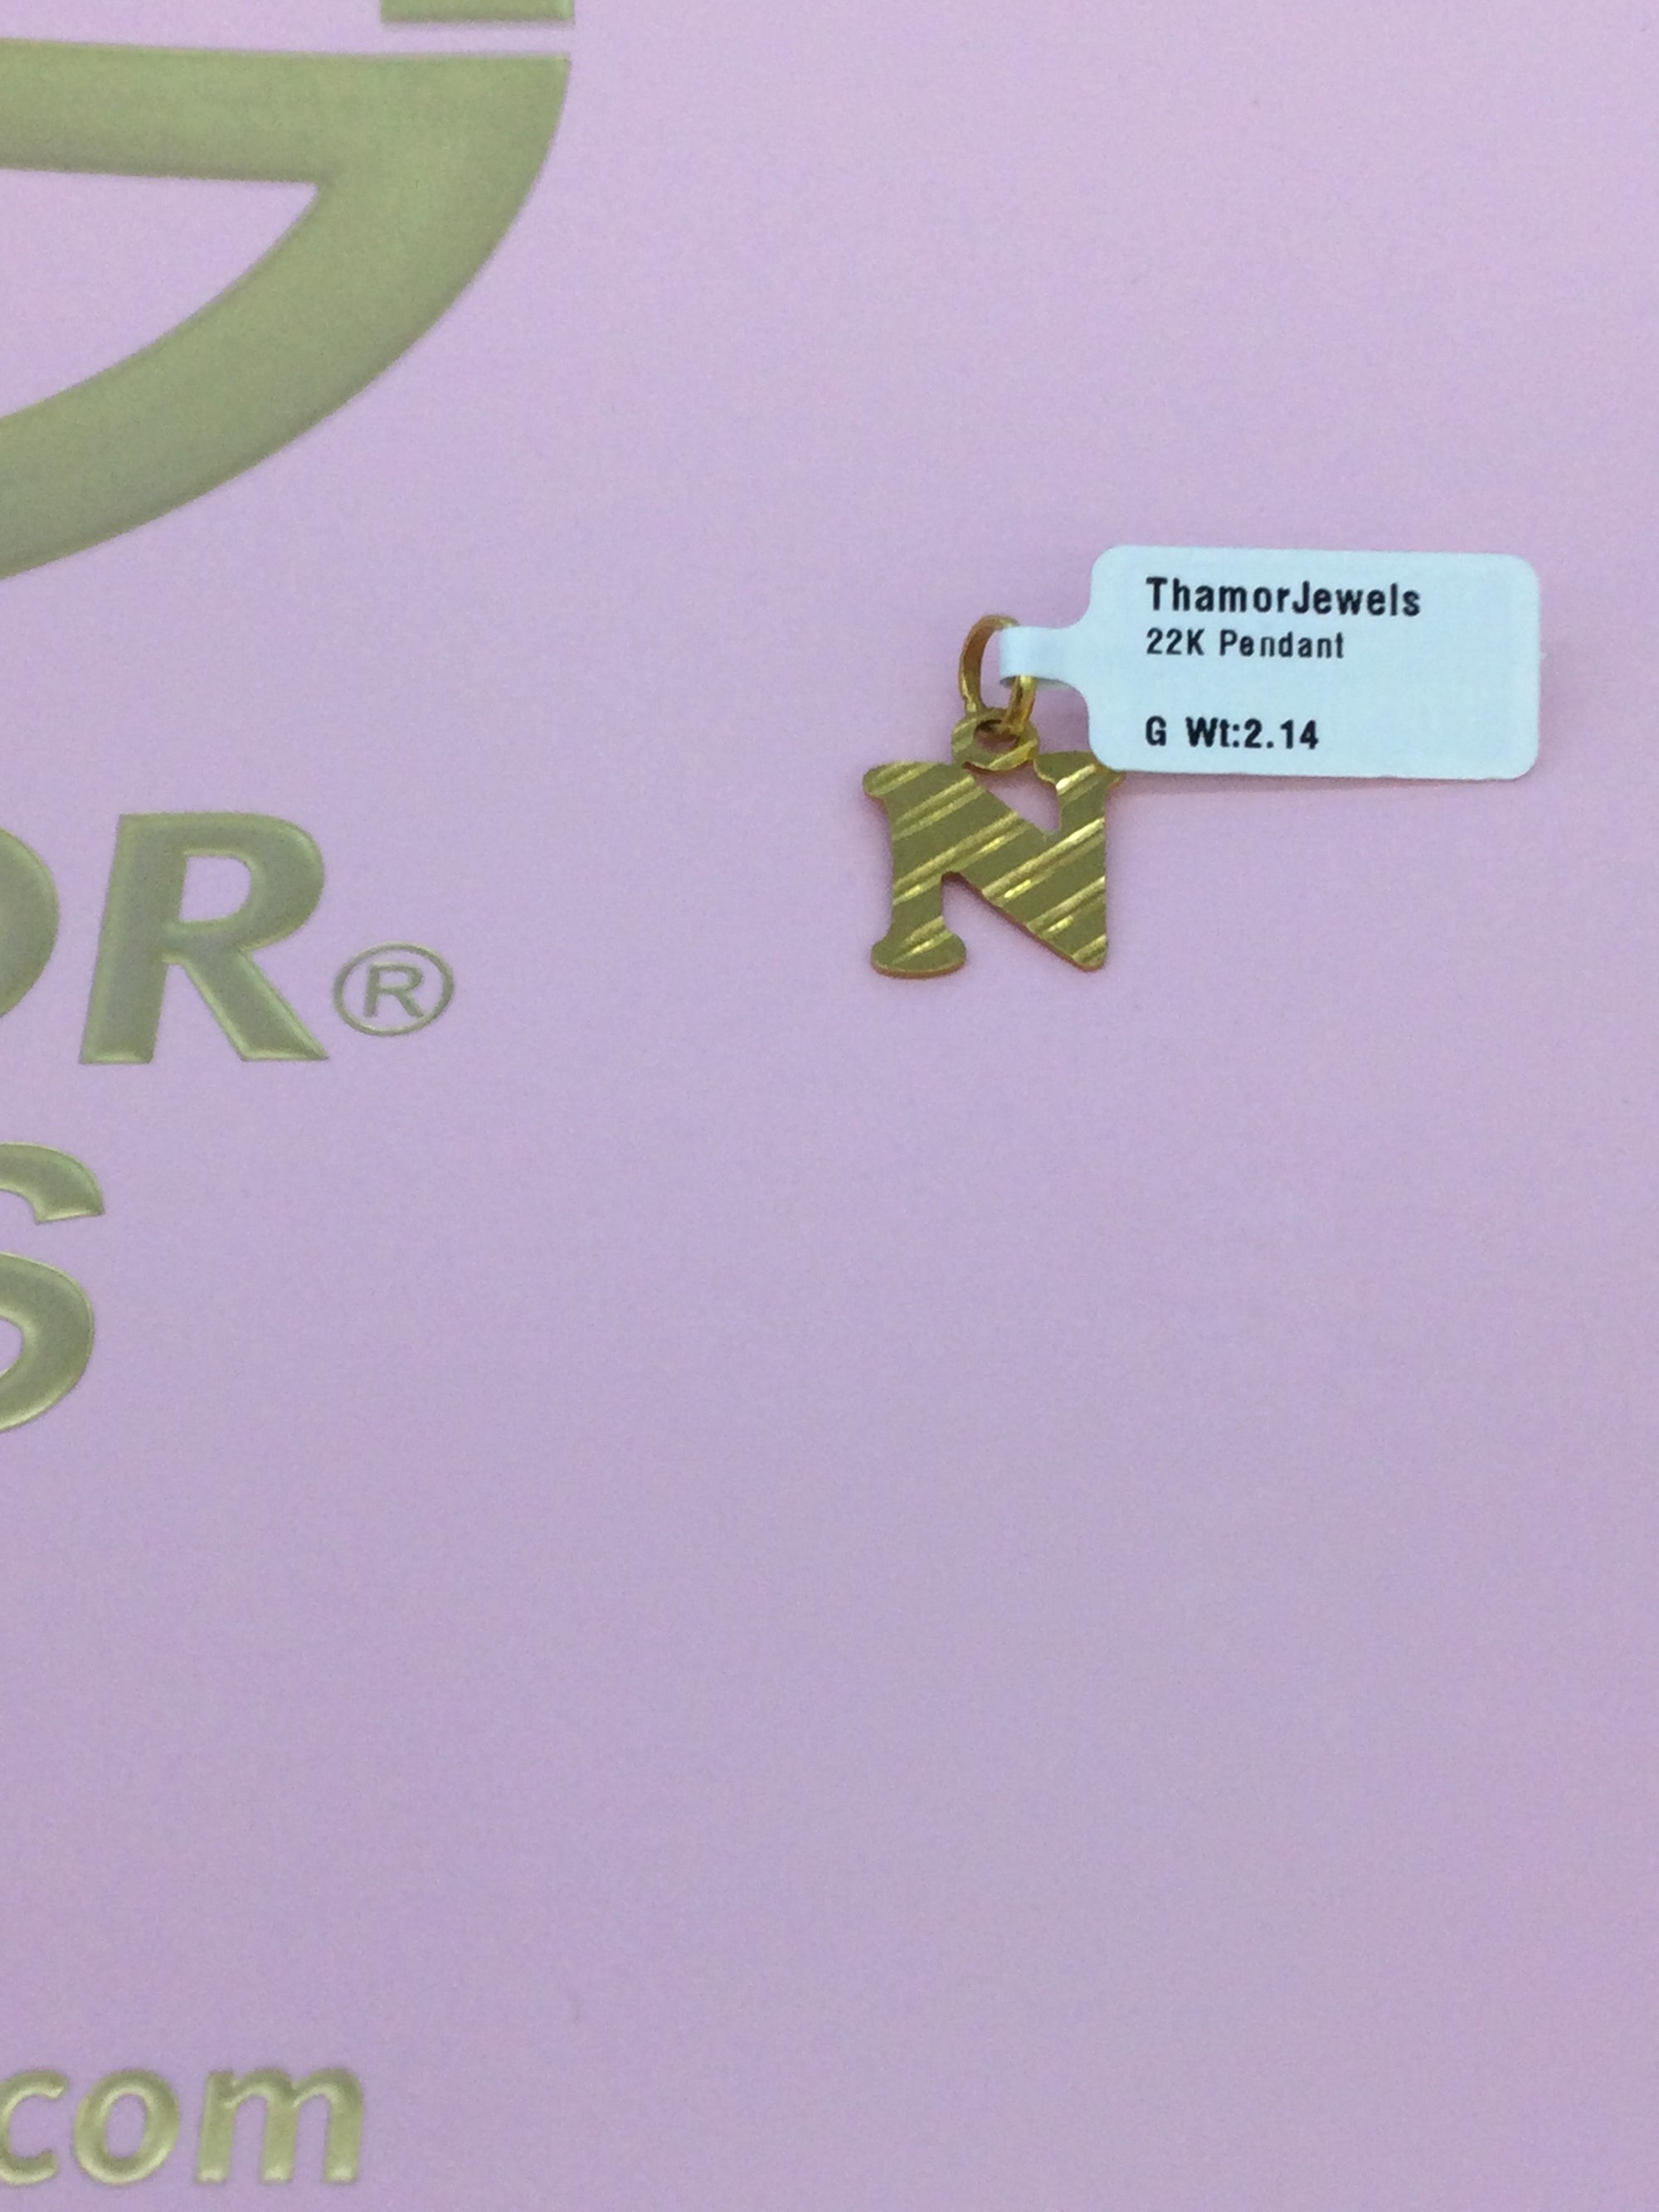 ThamorJewels
22K Pendant
G Wt:2.14
N
OR®
S
.com